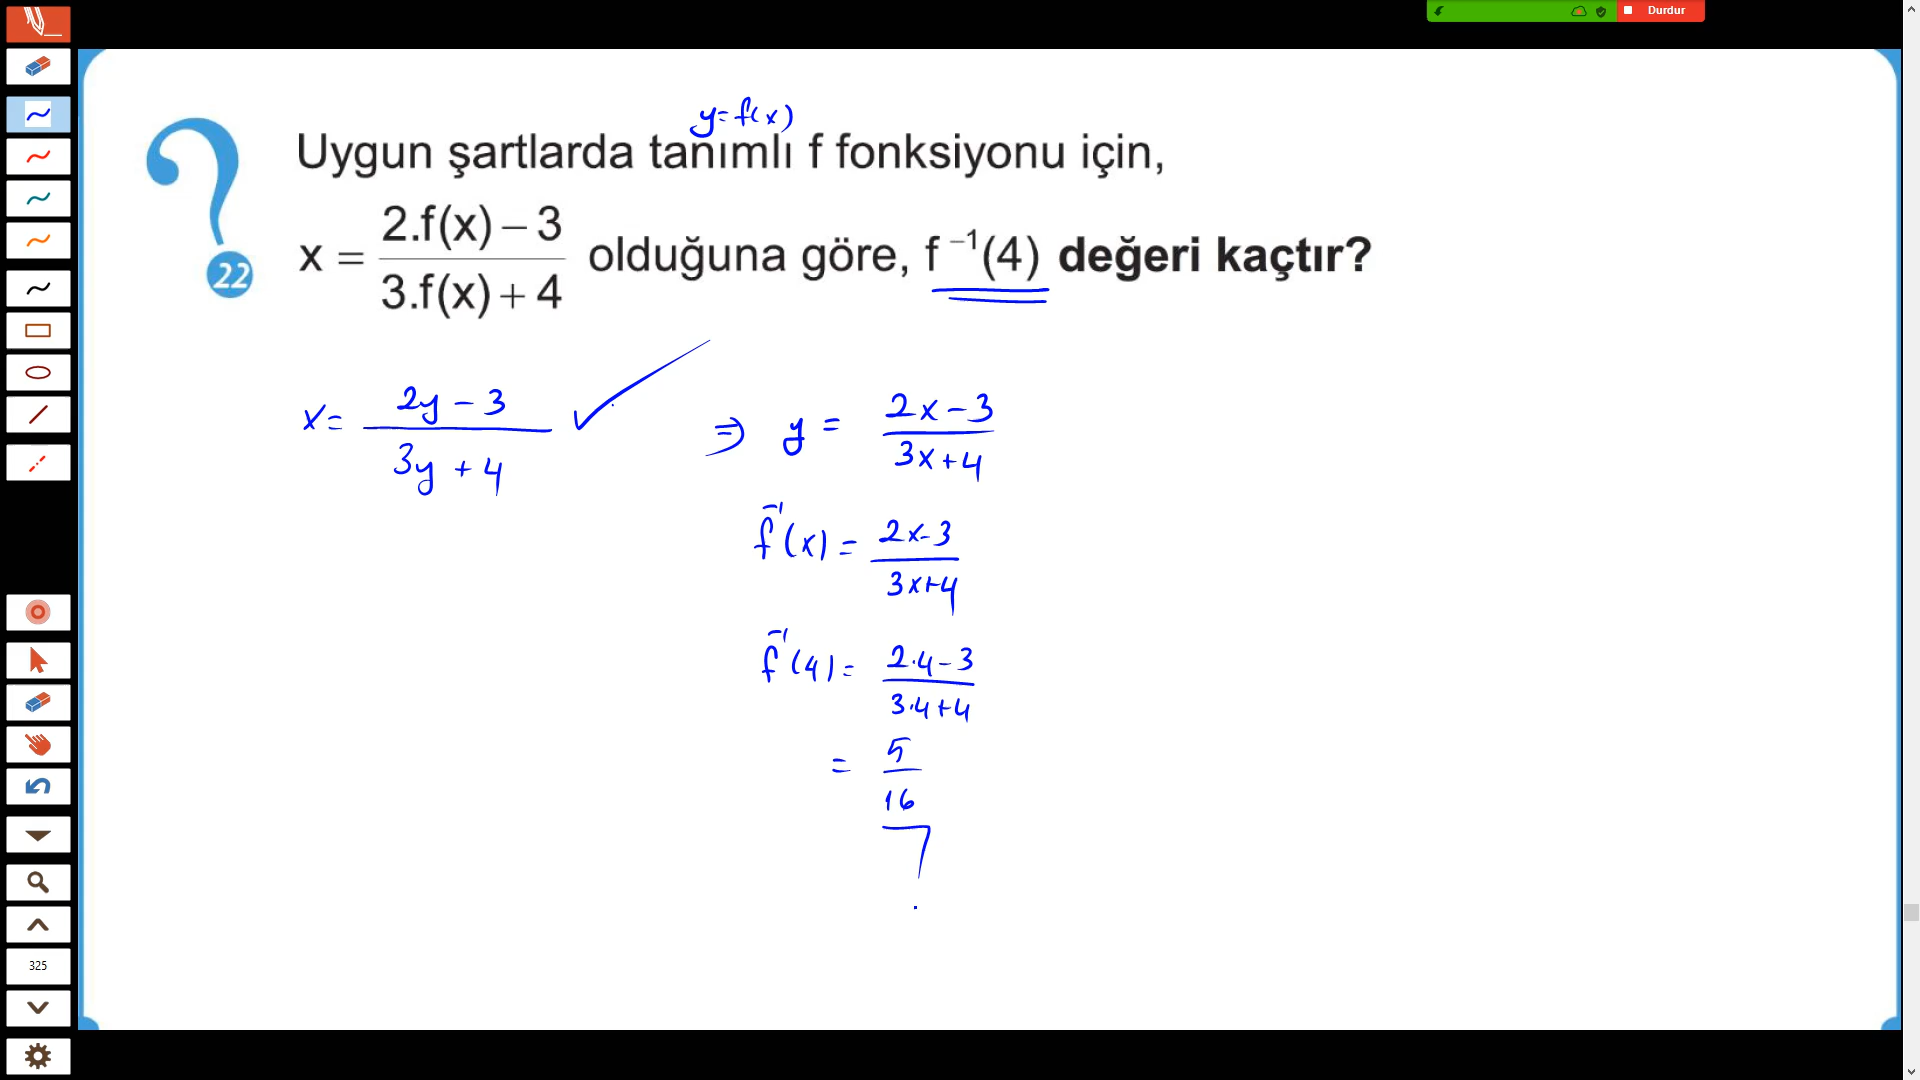 Durdur
y=f(x)
Uygun şartlarda tanımlı f fonksiyonu için,
x = 2.f(x) – 3 / 3.f(x) + 4 olduğuna göre, f⁻¹(4) değeri kaçtır?
22
x = 2y – 3 / 3y + 4 ✓ ⇒ y = 2x – 3 / 3x + 4
f⁻¹(x) = 2x – 3 / 3x + 4
f⁻¹(4) = 2·4 – 3 / 3·4 + 4
= 5 / 16
325